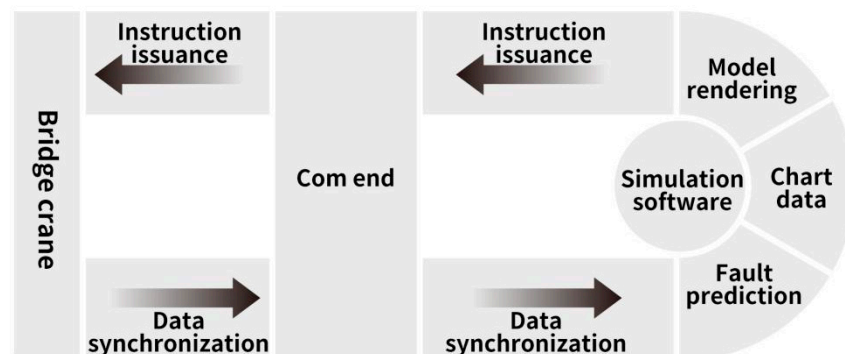 Instruction
issuance
Instruction
issuance
Model
rendering
Bridge crane
Com end
Simulation
software
Chart
data
Fault
prediction
Data
synchronization
Data
synchronization